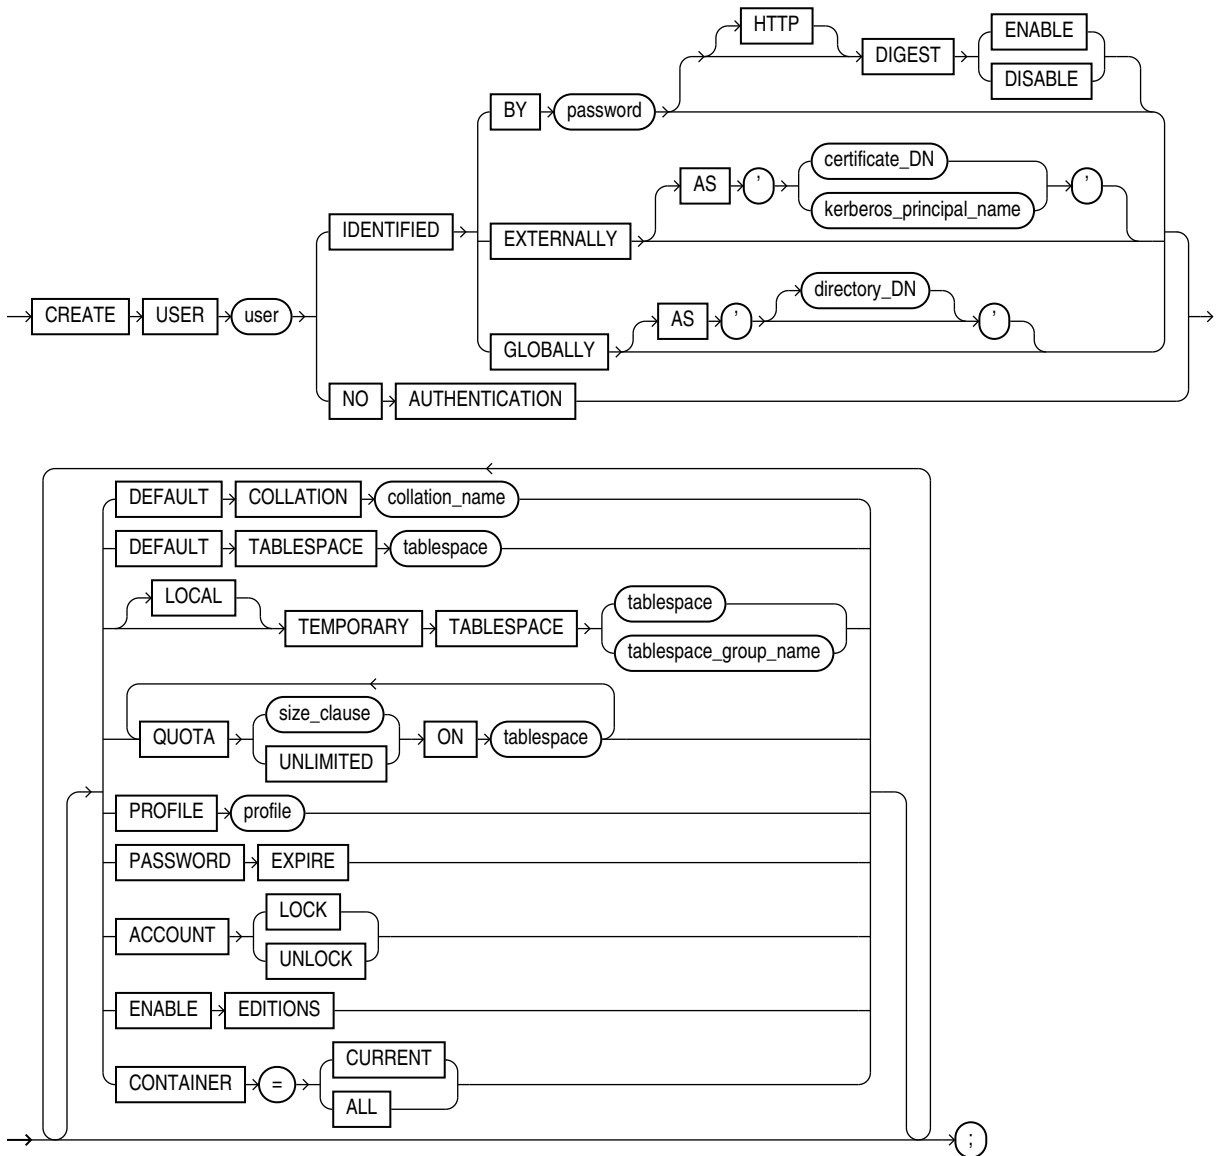 HTTP
DIGEST
ENABLE
DISABLE
BY password
AS ' certificate_DN '
kerberos_principal_name
IDENTIFIED
EXTERNALLY
AS ' directory_DN '
CREATE USER user
GLOBALLY
NO AUTHENTICATION
DEFAULT COLLATION collation_name
DEFAULT TABLESPACE tablespace
LOCAL
TEMPORARY TABLESPACE tablespace
tablespace_group_name
QUOTA size_clause ON tablespace
UNLIMITED
PROFILE profile
PASSWORD EXPIRE
ACCOUNT LOCK
UNLOCK
ENABLE EDITIONS
CONTAINER = CURRENT
ALL
;